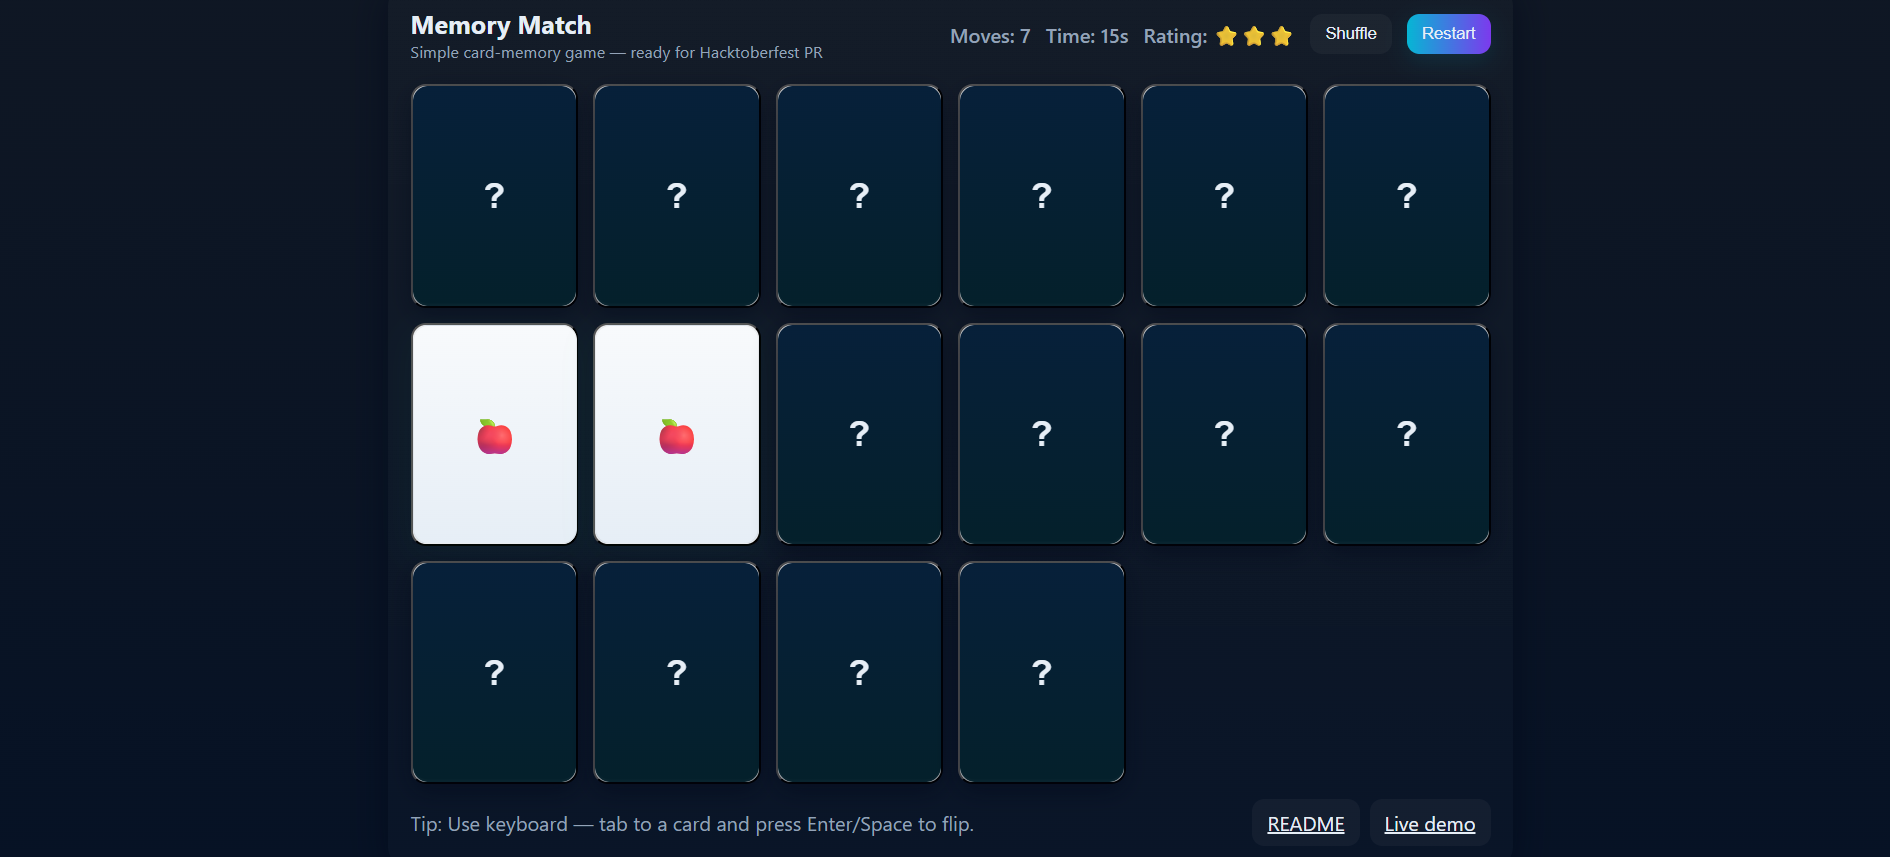 Memory Match
Simple card-memory game — ready for Hacktoberfest PR
Moves: 7 Time: 15s Rating: ⭐⭐⭐ Shuffle Restart
? ? ? ? ? ?
? ? ? ?
? ? ? ?
Tip: Use keyboard — tab to a card and press Enter/Space to flip.
README Live demo